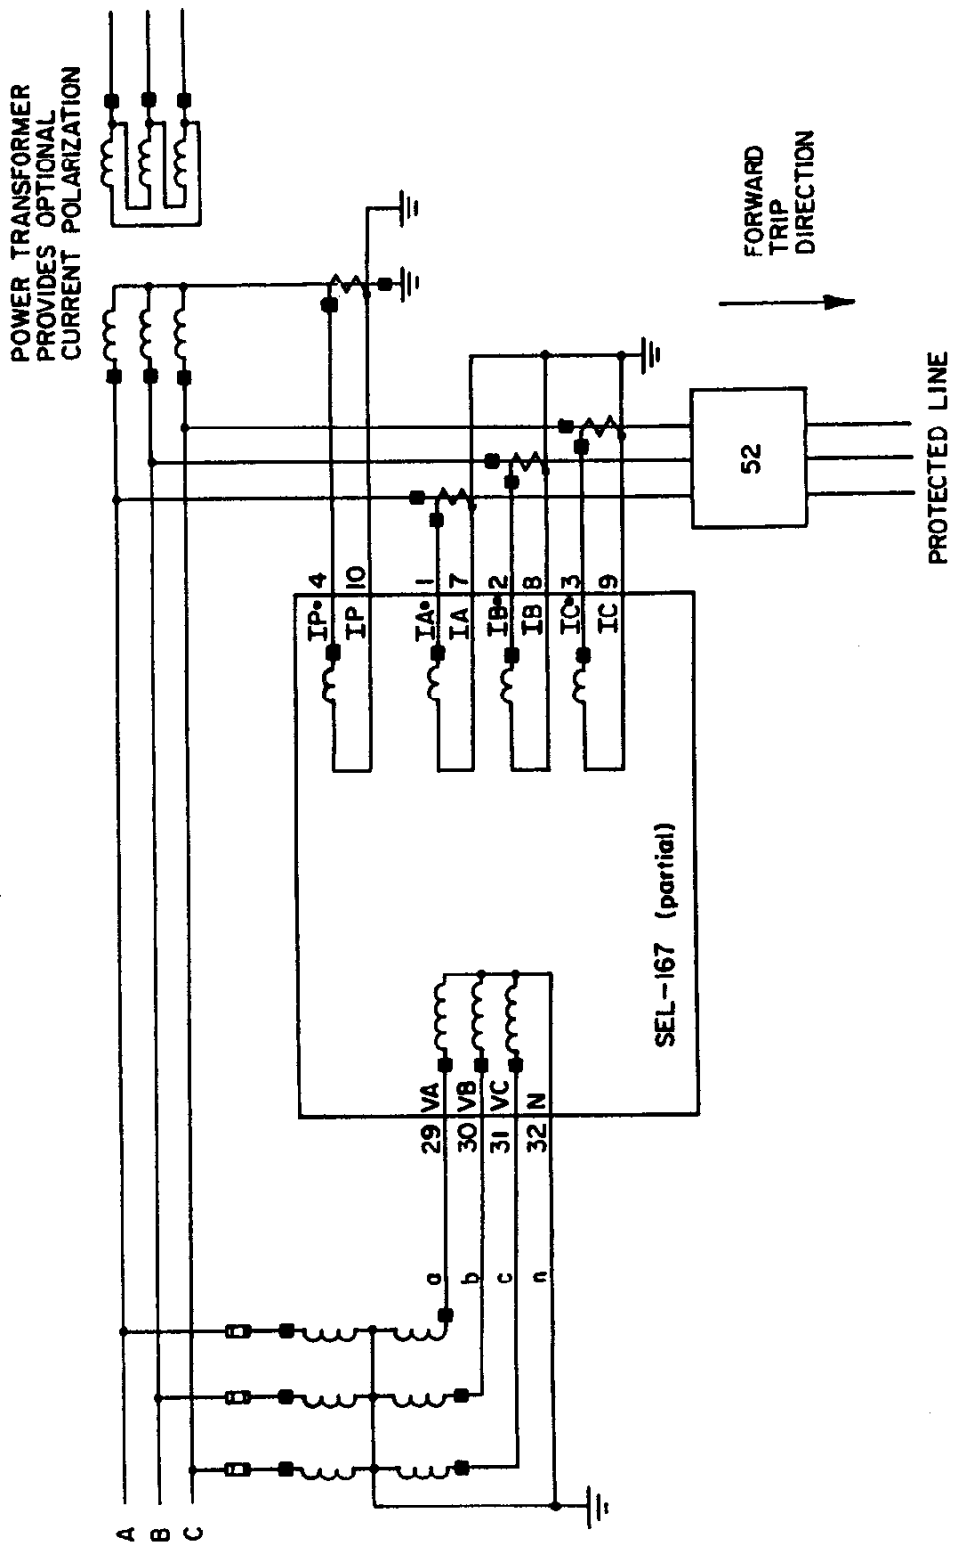 POWER TRANSFORMER
PROVIDES OPTIONAL
CURRENT POLARIZATION
A
B
C
FORWARD
TRIP
DIRECTION
IP• 4
IP 10
IA• 1
IA 7
IB• 2
IB 8
IC• 3
IC 9
52
PROTECTED LINE
a
b
c
n
29 VA
30 VB
31 VC
32 N
SEL-167 (partial)